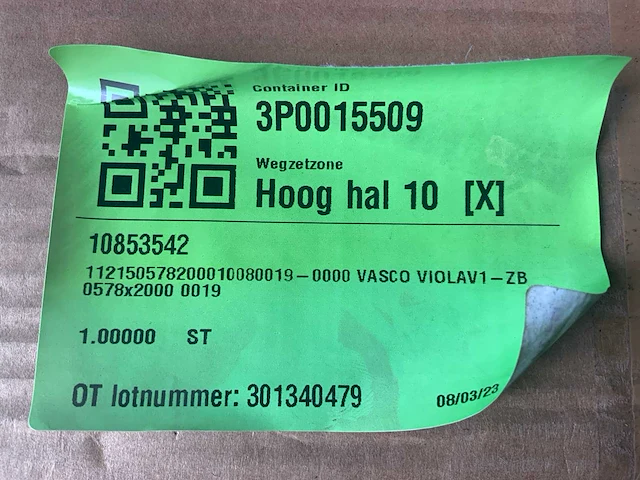 Container ID
3P0015509
Wegzetzone
Hoog hal 10 [X]
10853542
112150578200010080019-0000 VASCO VIOLAV1-ZB
0578x2000 0019
1.00000 ST
OT lotnummer: 301340479
08/03/23